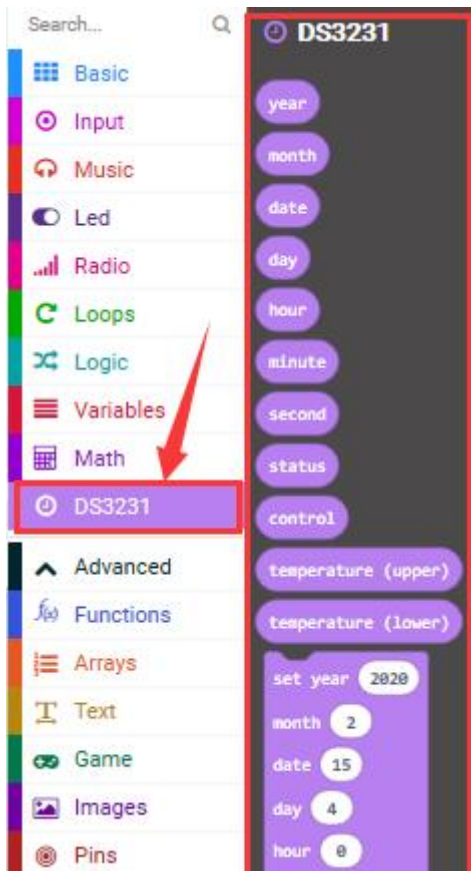 Search...
Basic
Input
Music
Led
Radio
Loops
Logic
Variables
Math
DS3231
Advanced
Functions
Arrays
Text
Game
Images
Pins
DS3231
year
month
date
day
hour
minute
second
status
control
temperature (upper)
temperature (lower)
set year 2020
month 2
date 15
day 4
hour 0